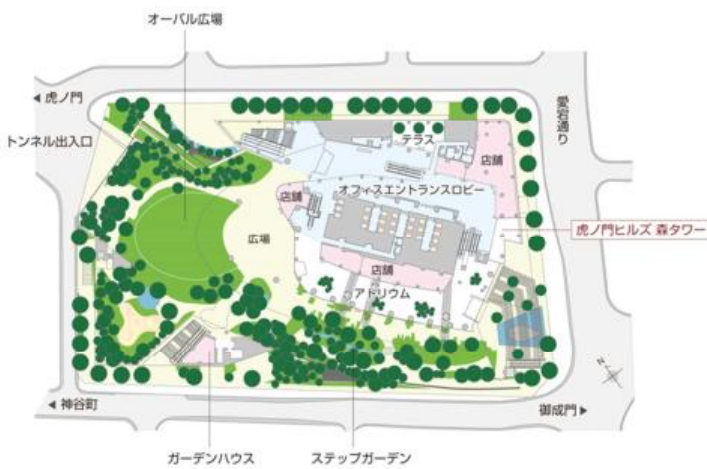 オーバル広場
◀ 虎ノ門
愛宕通り
トンネル出入口
テラス
店舗
オフィスエントランスロビー
店舗
広場
虎ノ門ヒルズ 森タワー
店舗
アトリウム
N
◀ 神谷町
御成門▶
ガーデンハウス
ステップガーデン